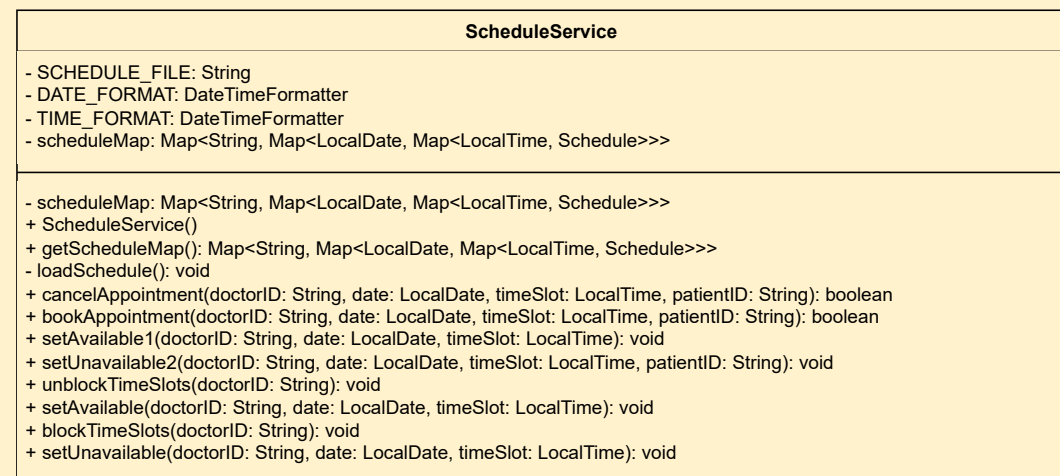 ScheduleService
- SCHEDULE_FILE: String
- DATE_FORMAT: DateTimeFormatter
- TIME_FORMAT: DateTimeFormatter
- scheduleMap: Map<String, Map<LocalDate, Map<LocalTime, Schedule>>>
- scheduleMap: Map<String, Map<LocalDate, Map<LocalTime, Schedule>>>
+ ScheduleService()
+ getScheduleMap(): Map<String, Map<LocalDate, Map<LocalTime, Schedule>>>
- loadSchedule(): void
+ cancelAppointment(doctorID: String, date: LocalDate, timeSlot: LocalTime, patientID: String): boolean
+ bookAppointment(doctorID: String, date: LocalDate, timeSlot: LocalTime, patientID: String): boolean
+ setAvailable1(doctorID: String, date: LocalDate, timeSlot: LocalTime): void
+ setUnavailable2(doctorID: String, date: LocalDate, timeSlot: LocalTime, patientID: String): void
+ unblockTimeSlots(doctorID: String): void
+ setAvailable(doctorID: String, date: LocalDate, timeSlot: LocalTime): void
+ blockTimeSlots(doctorID: String): void
+ setUnavailable(doctorID: String, date: LocalDate, timeSlot: LocalTime): void